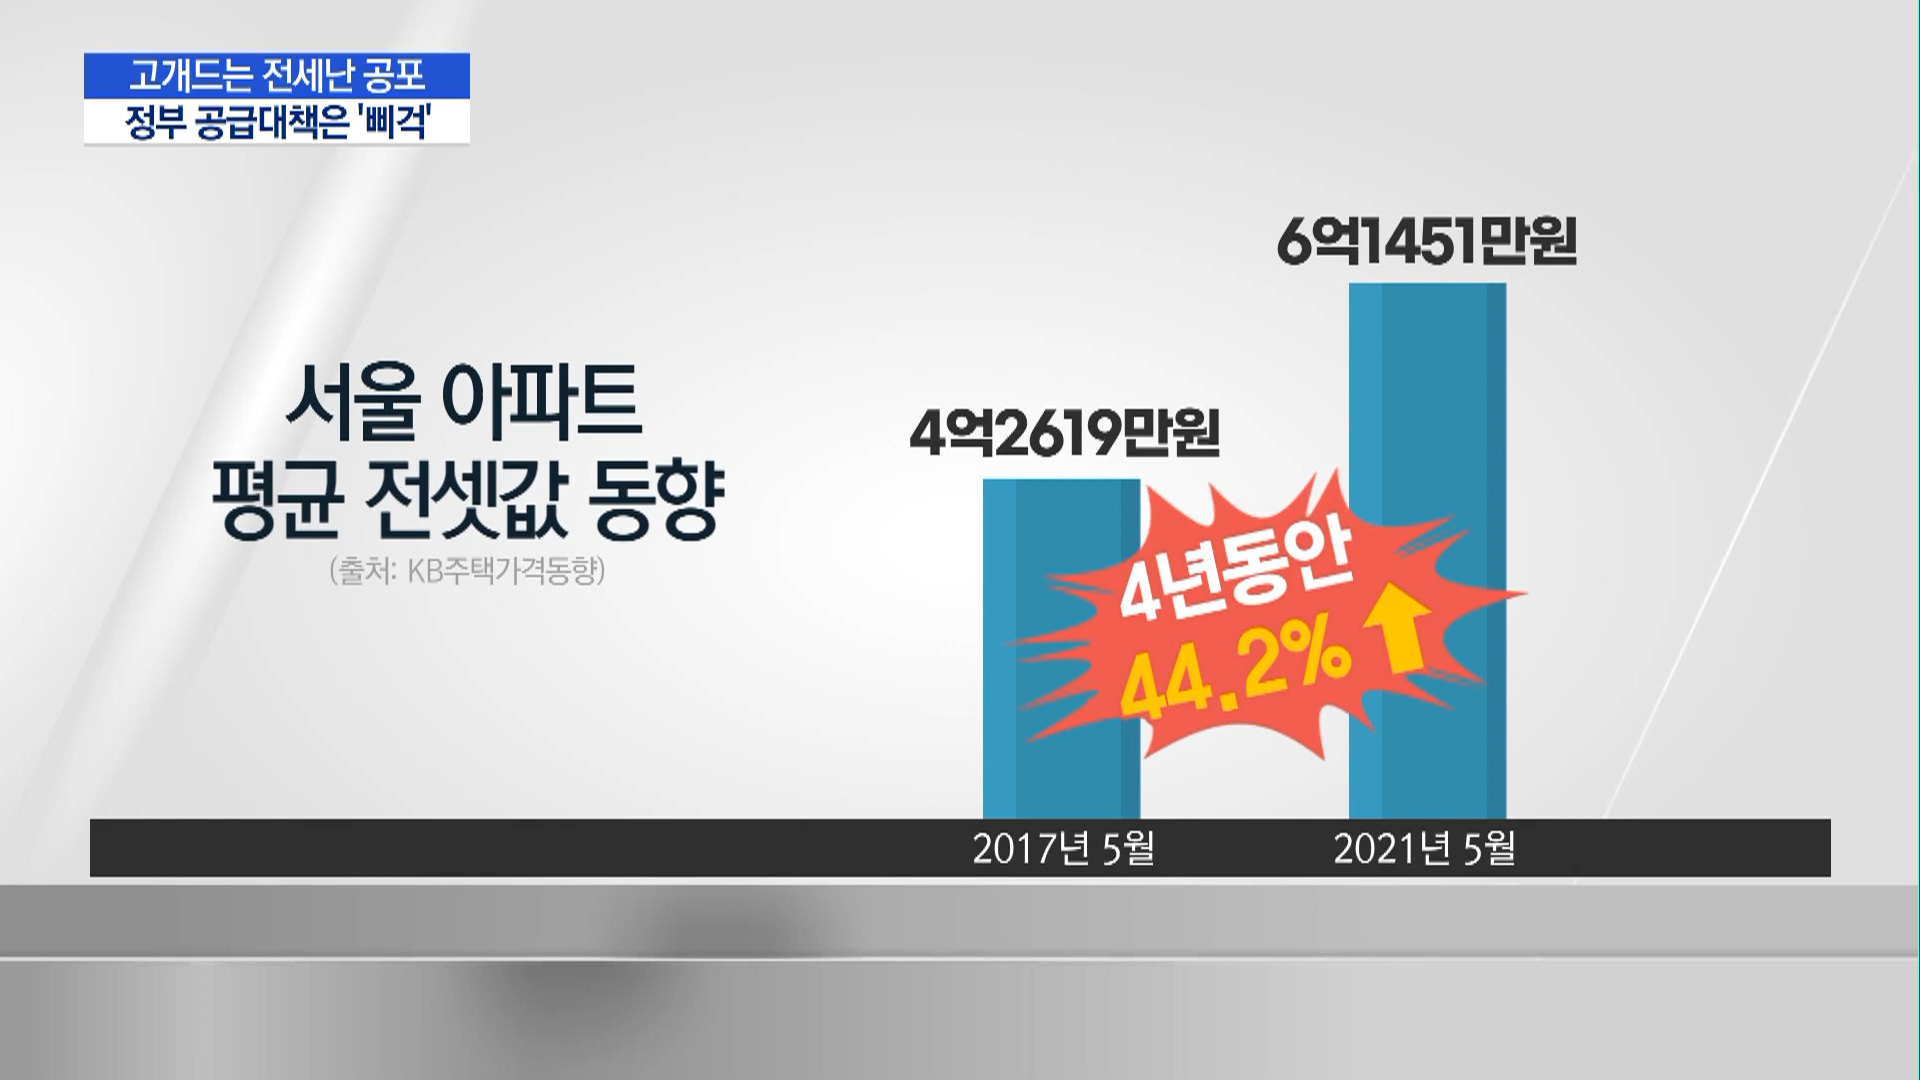 고개드는 전세난 공포
정부 공급대책은 '삐걱'
서울 아파트
평균 전셋값 동향
(출처: KB주택가격동향)
4억2619만원
6억1451만원
4년동안
44.2%
2017년 5월
2021년 5월